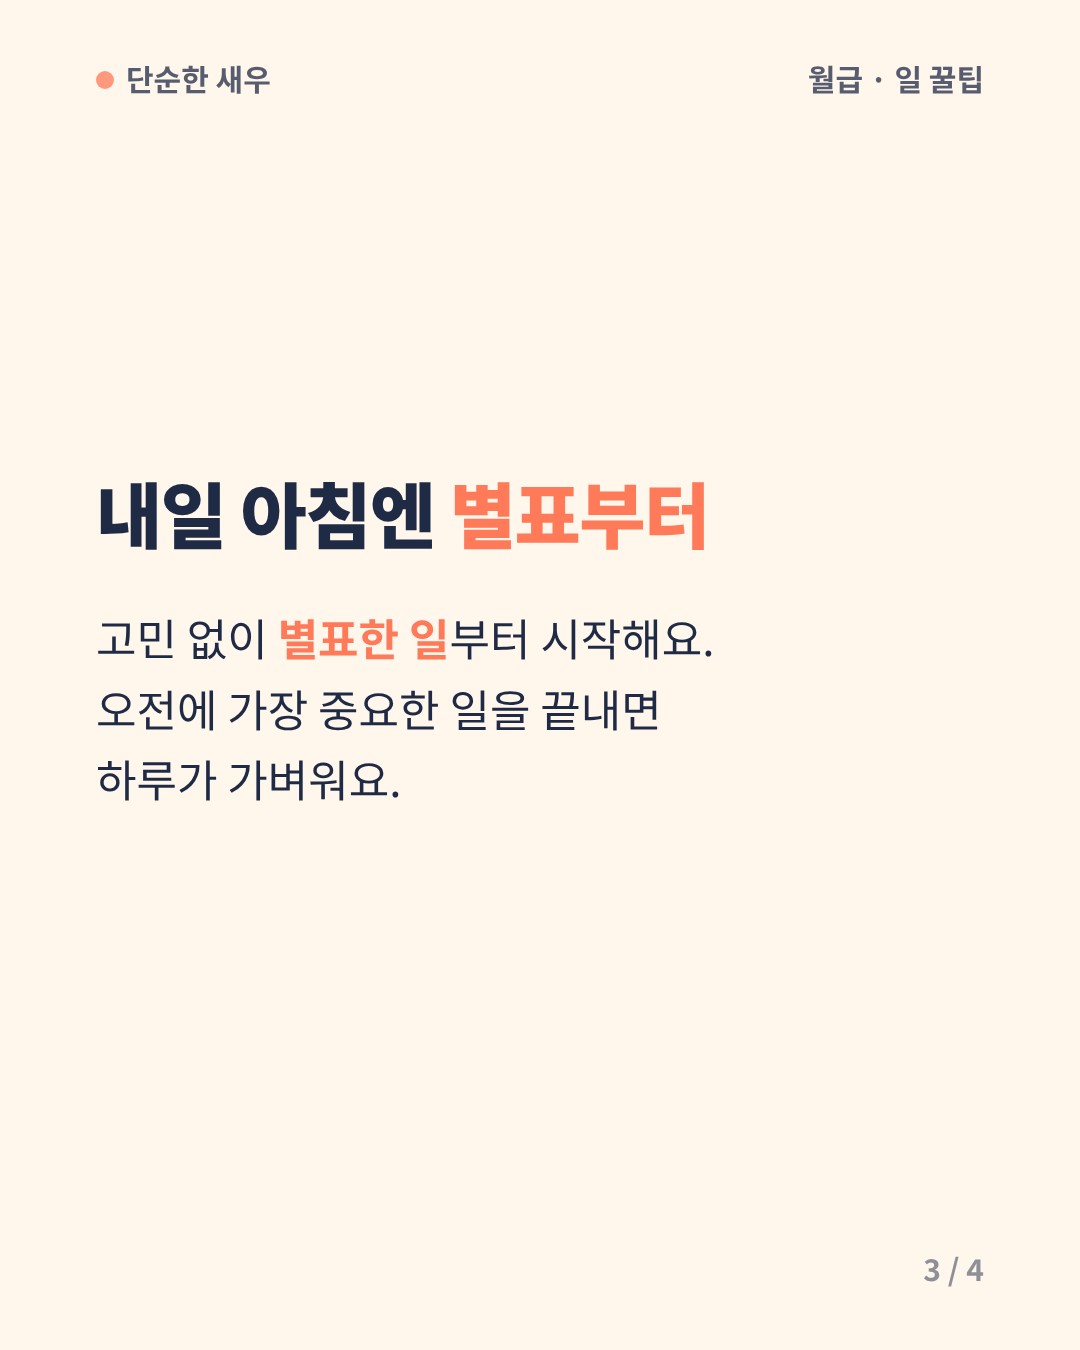 단순한 새우
월급 · 일 꿀팁
내일 아침엔 별표부터
고민 없이 별표한 일부터 시작해요.
오전에 가장 중요한 일을 끝내면
하루가 가벼워요.
3 / 4